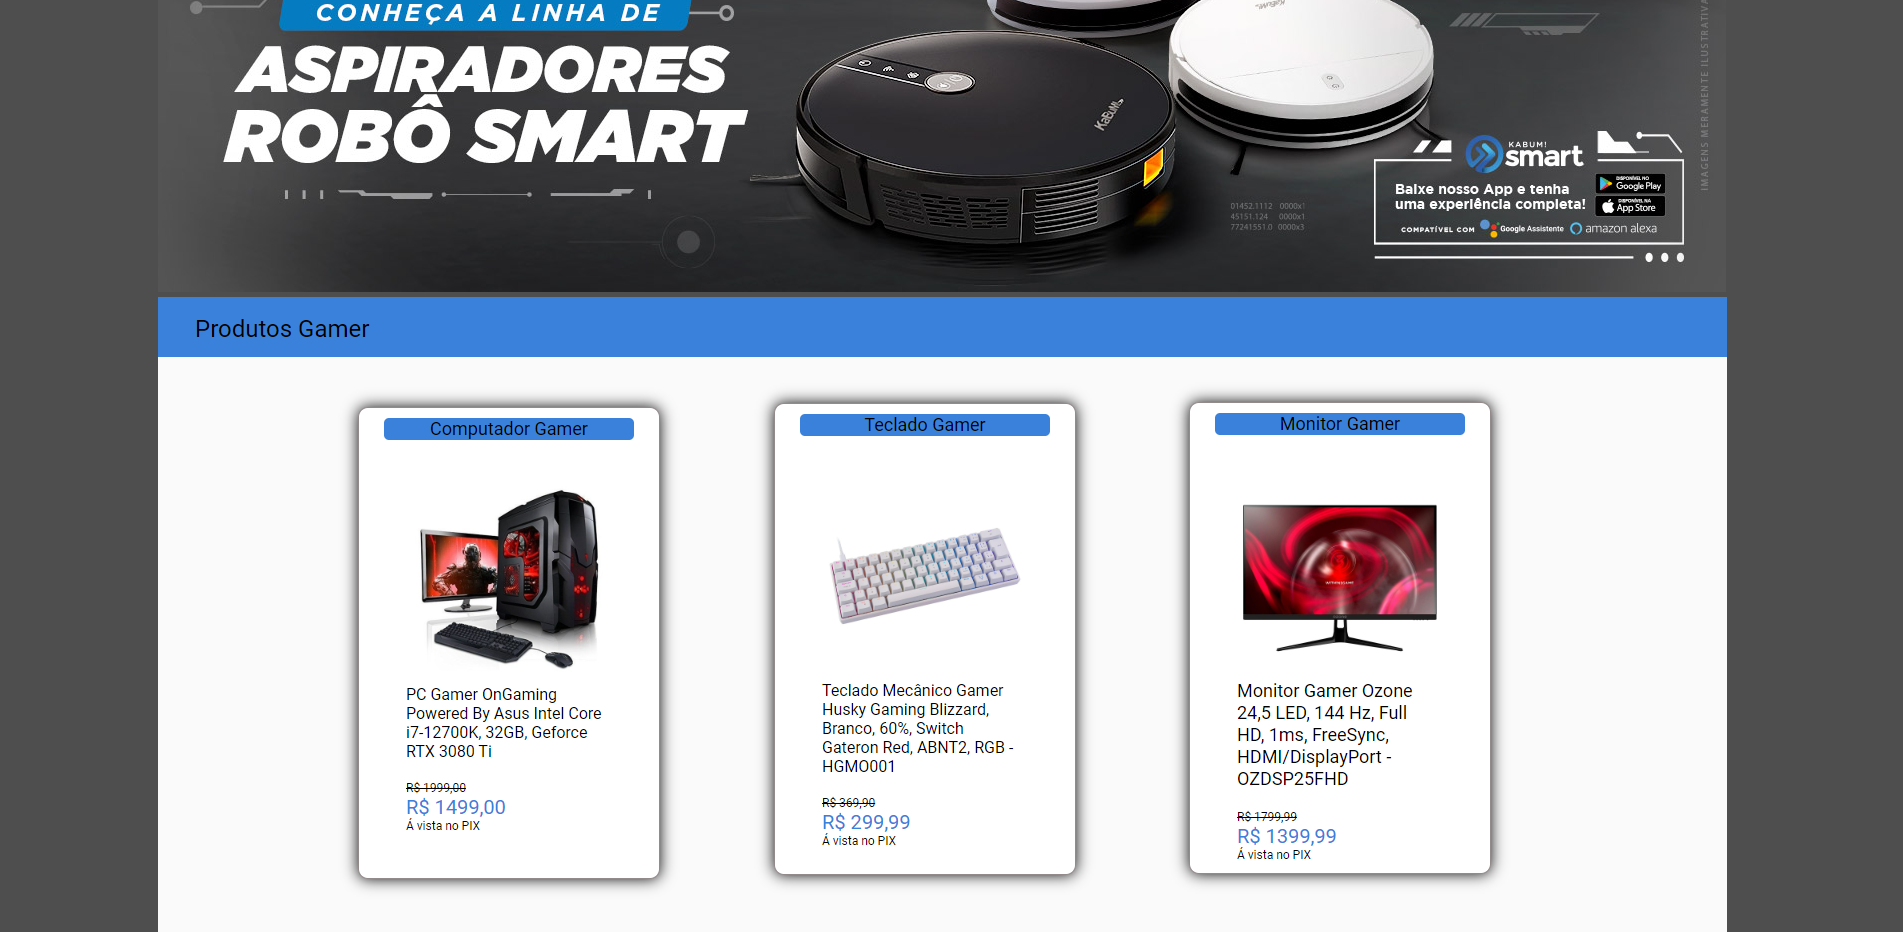 CONHEÇA A LINHA DE
ASPIRADORES
ROBÔ SMART
KaBuM!
KaBuM!
IMAGENS MERAMENTE ILUSTRATIVA
01452.1112 0000x1
45151.124 0000x1
77241551.0 0000x3
KABUM!
smart
Baixe nosso App e tenha
uma experiência completa!
DISPONÍVEL NO
Google Play
DISPONÍVEL NA
App Store
COMPATÍVEL COM
Google Assistente
amazon alexa
Produtos Gamer
Computador Gamer
PC Gamer OnGaming
Powered By Asus Intel Core
i7-12700K, 32GB, Geforce
RTX 3080 Ti
R$ 1999,00
R$ 1499,00
Á vista no PIX
Teclado Gamer
Teclado Mecânico Gamer
Husky Gaming Blizzard,
Branco, 60%, Switch
Gateron Red, ABNT2, RGB -
HGMO001
R$ 369,90
R$ 299,99
Á vista no PIX
Monitor Gamer
Monitor Gamer Ozone
24,5 LED, 144 Hz, Full
HD, 1ms, FreeSync,
HDMI/DisplayPort -
OZDSP25FHD
R$ 1799,99
R$ 1399,99
Á vista no PIX